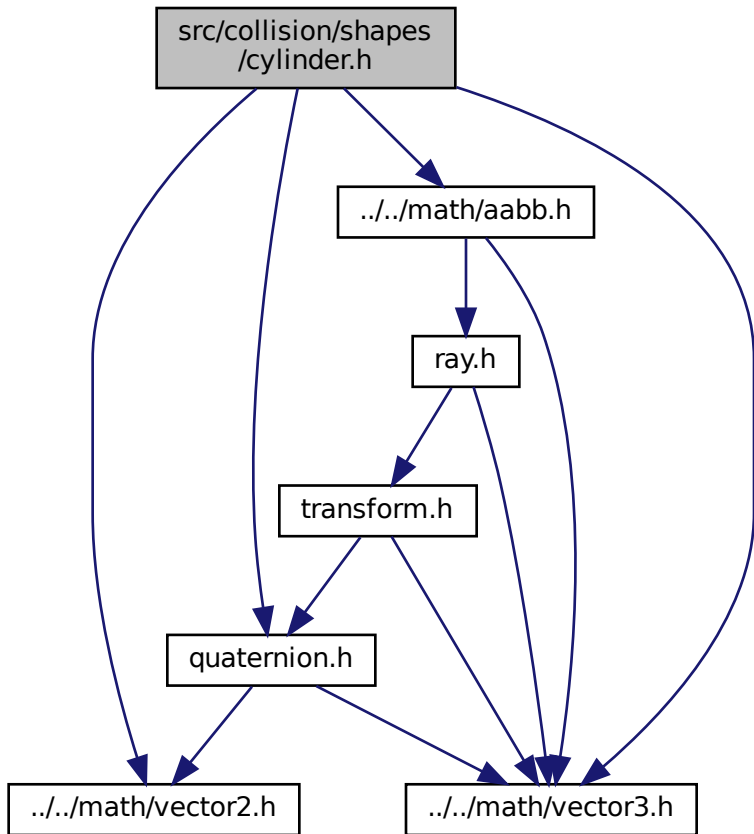 src/collision/shapes
/cylinder.h
../../math/aabb.h
ray.h
transform.h
quaternion.h
../../math/vector2.h
../../math/vector3.h